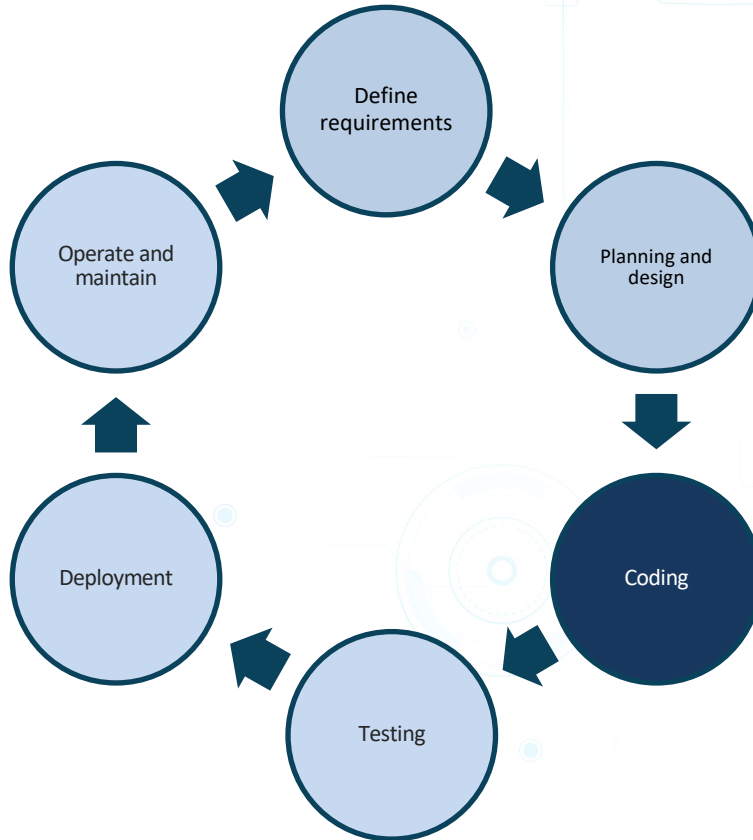 Define
requirements
Planning and
design
Coding
Testing
Deployment
Operate and
maintain